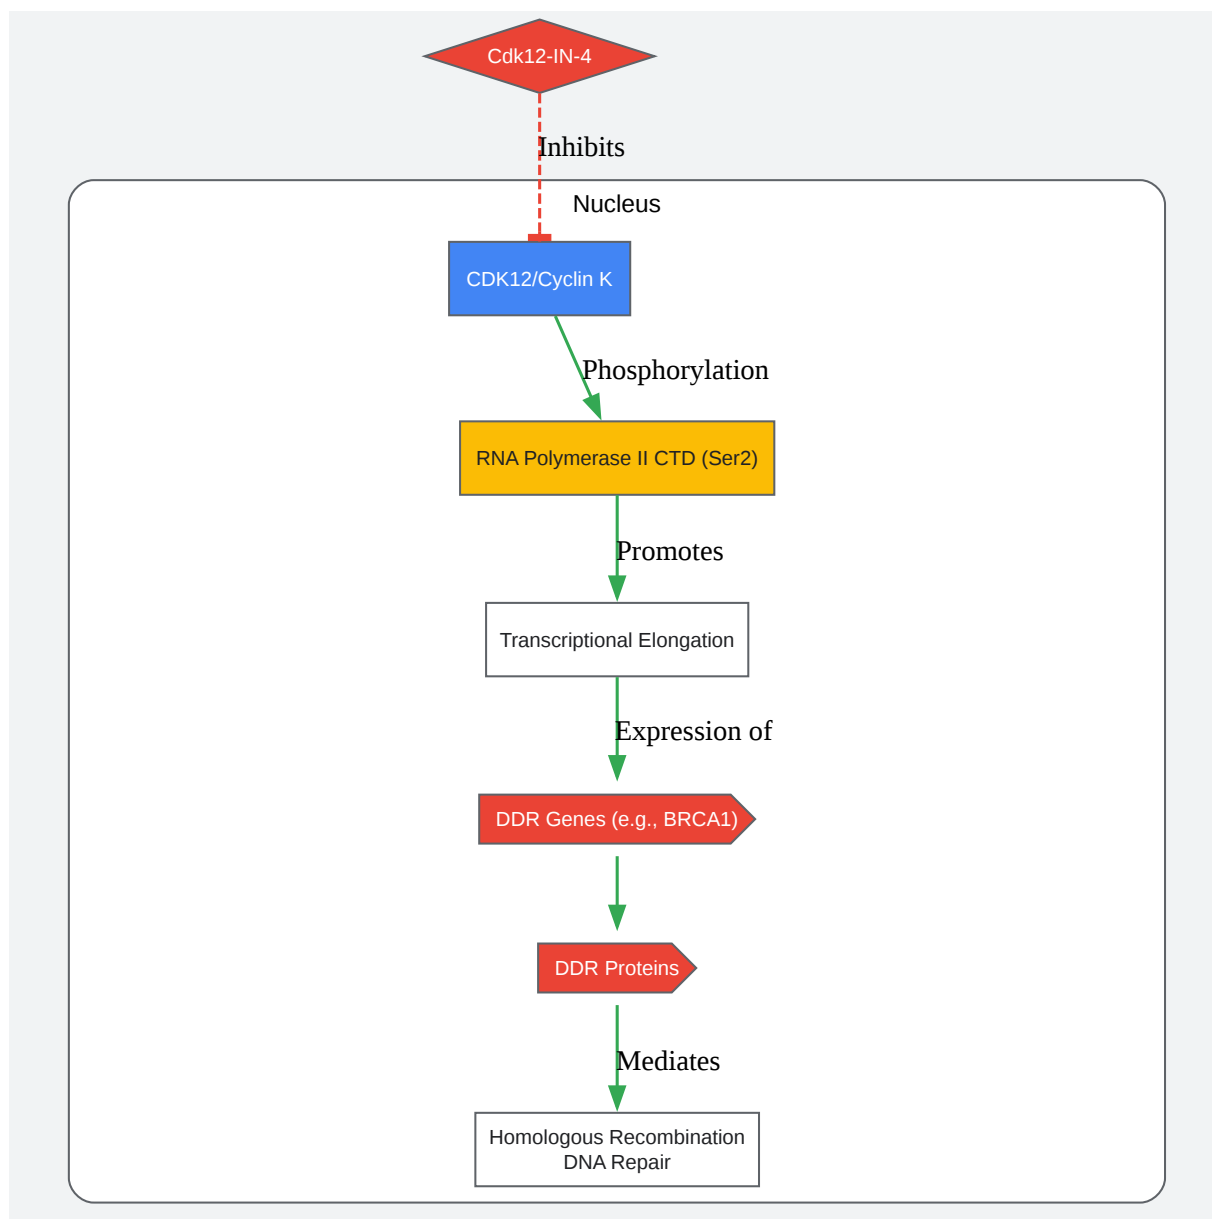 Cdk12-IN-4
Inhibits
Nucleus
CDK12/Cyclin K
Phosphorylation
RNA Polymerase II CTD (Ser2)
Promotes
Transcriptional Elongation
Expression of
DDR Genes (e.g., BRCA1)
DDR Proteins
Mediates
Homologous Recombination
DNA Repair